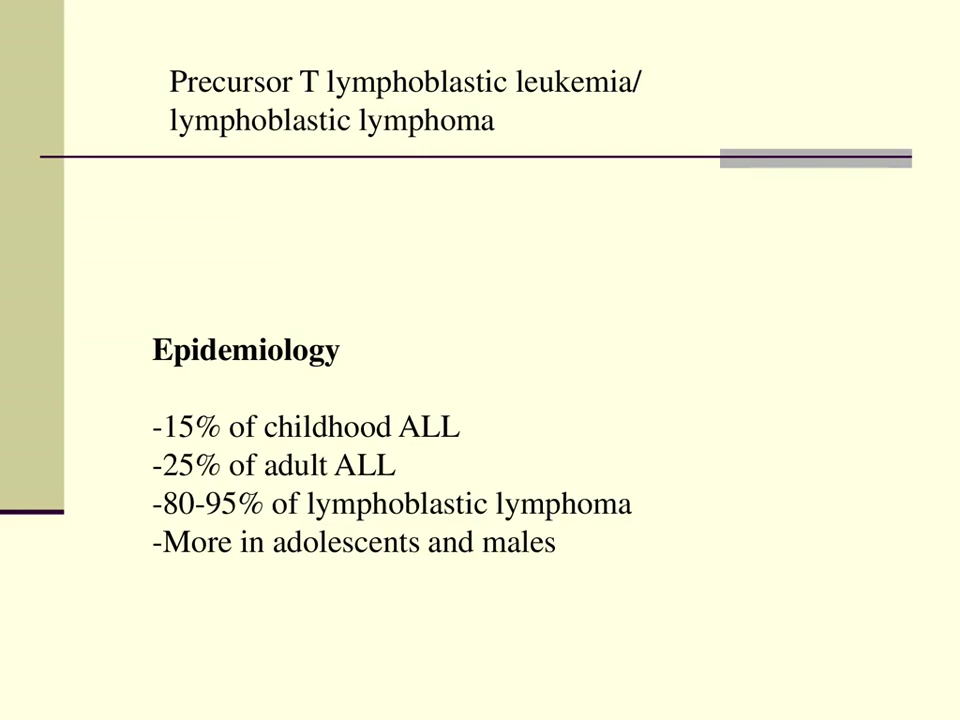 Precursor T lymphoblastic leukemia/
lymphoblastic lymphoma
Epidemiology
-15% of childhood ALL
-25% of adult ALL
-80-95% of lymphoblastic lymphoma
-More in adolescents and males